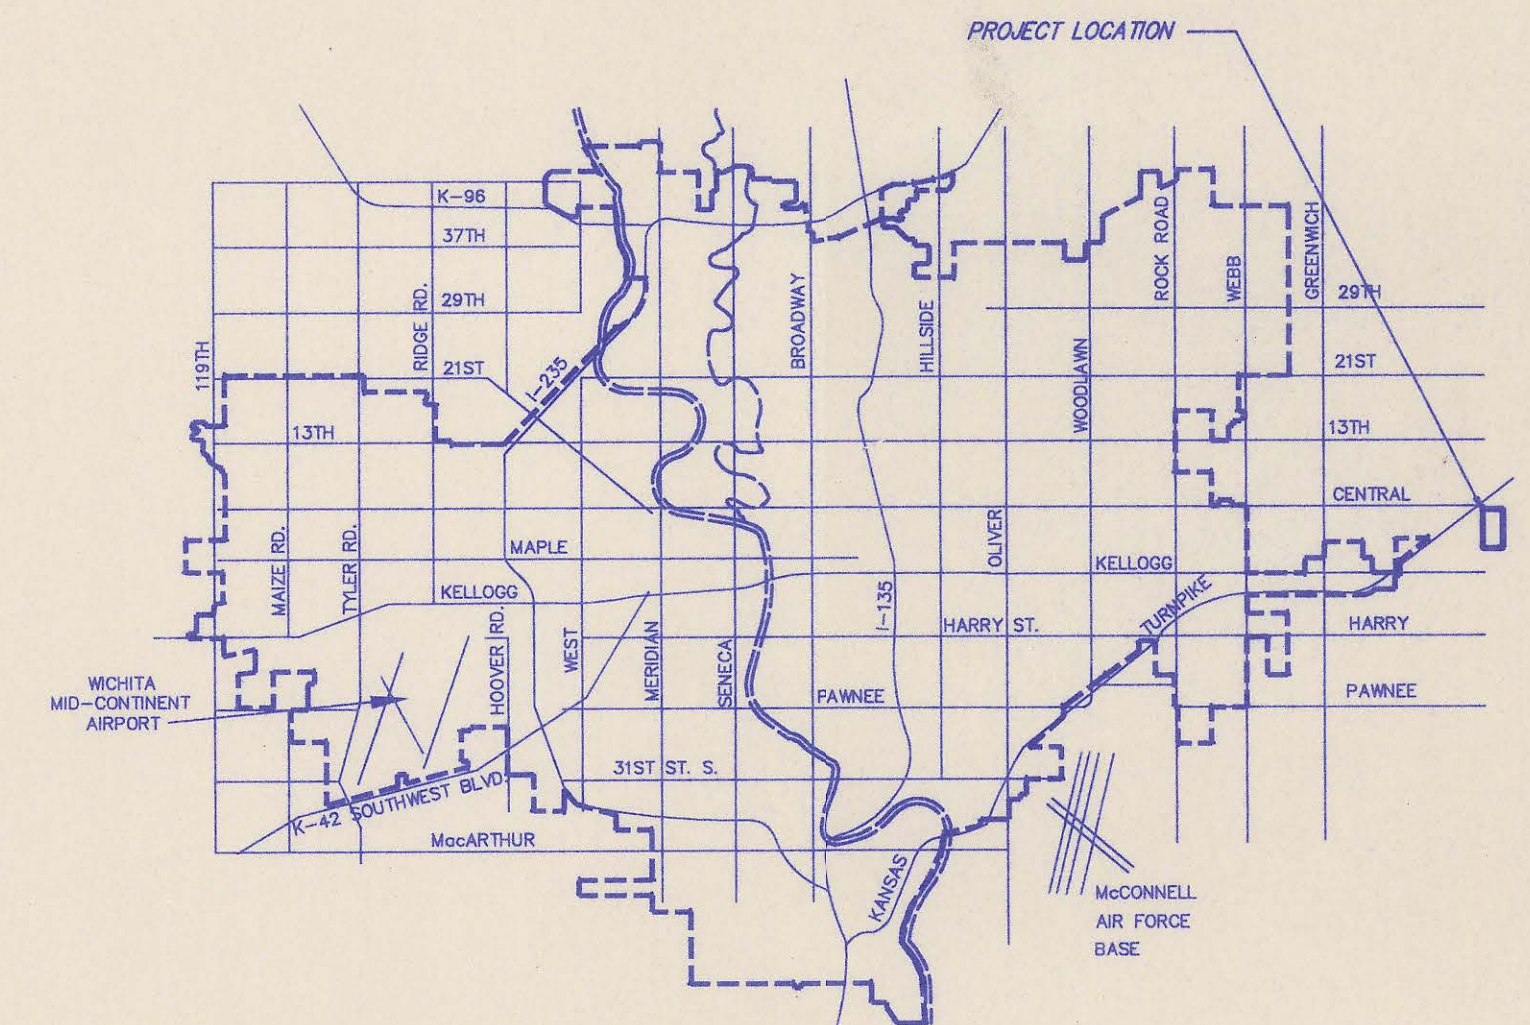 PROJECT LOCATION
K-96
37TH
29TH
21ST
13TH
119TH
RIDGE RD.
I-235
BROADWAY
HILLSIDE
WOODLAWN
ROCK ROAD
WEBB
GREENWICH
29TH
21ST
13TH
CENTRAL
MAIZE RD.
TYLER RD.
MAPLE
KELLOGG
HOOVER RD.
WEST
MERIDIAN
SENECA
I-135
OLIVER
KELLOGG
HARRY ST.
TURNPIKE
HARRY
PAWNEE
PAWNEE
WICHITA
MID-CONTINENT
AIRPORT
31ST ST. S.
K-42 SOUTHWEST BLVD.
MacARTHUR
KANSAS
McCONNELL
AIR FORCE
BASE